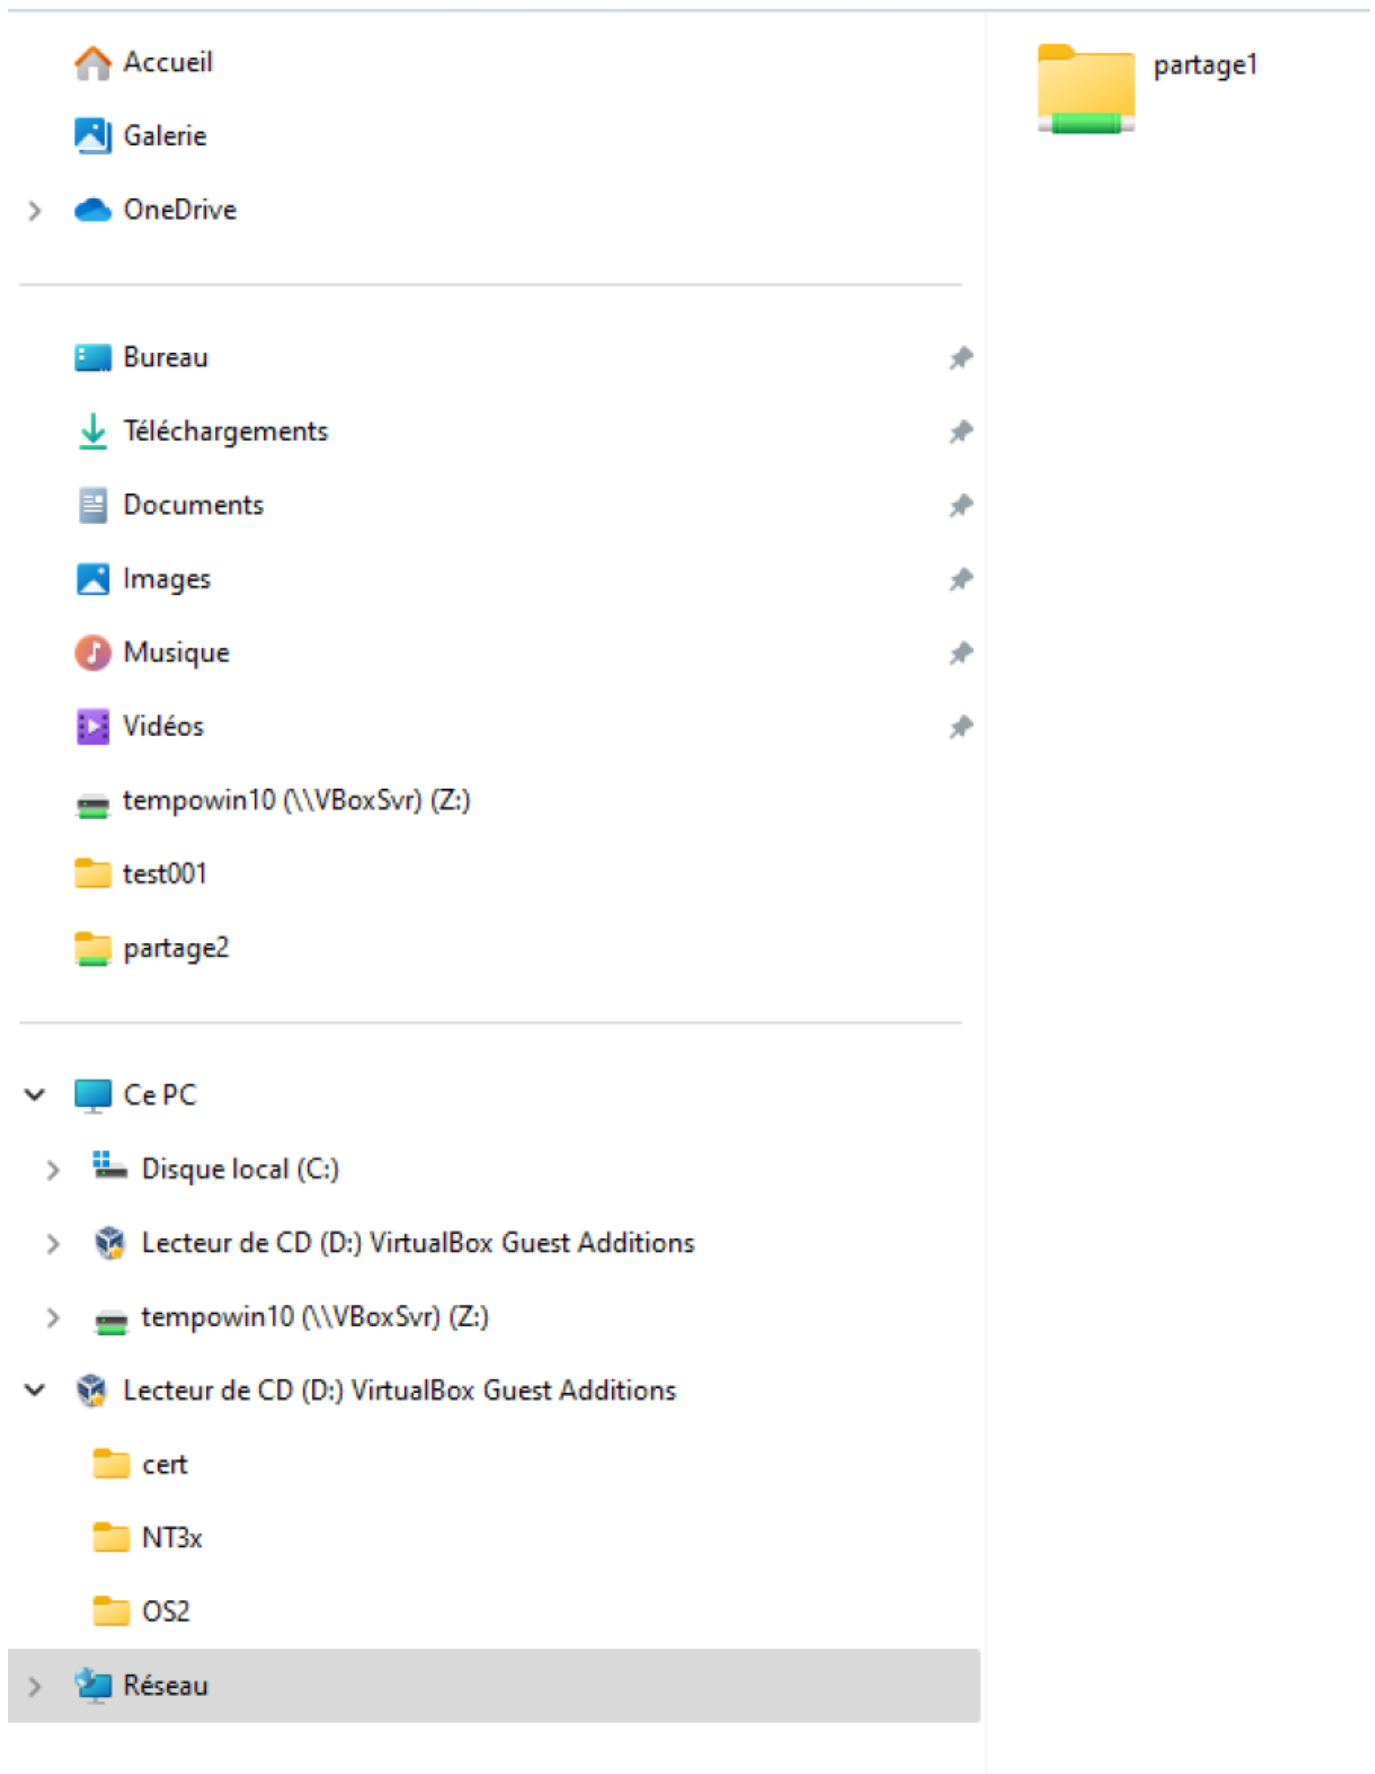 Accueil
Galerie
OneDrive
Bureau
Téléchargements
Documents
Images
Musique
Vidéos
tempowin10 (\\VBoxSvr) (Z:)
test001
partage2
Ce PC
Disque local (C:)
Lecteur de CD (D:) VirtualBox Guest Additions
tempowin10 (\\VBoxSvr) (Z:)
Lecteur de CD (D:) VirtualBox Guest Additions
cert
NT3x
OS2
Réseau
partage1